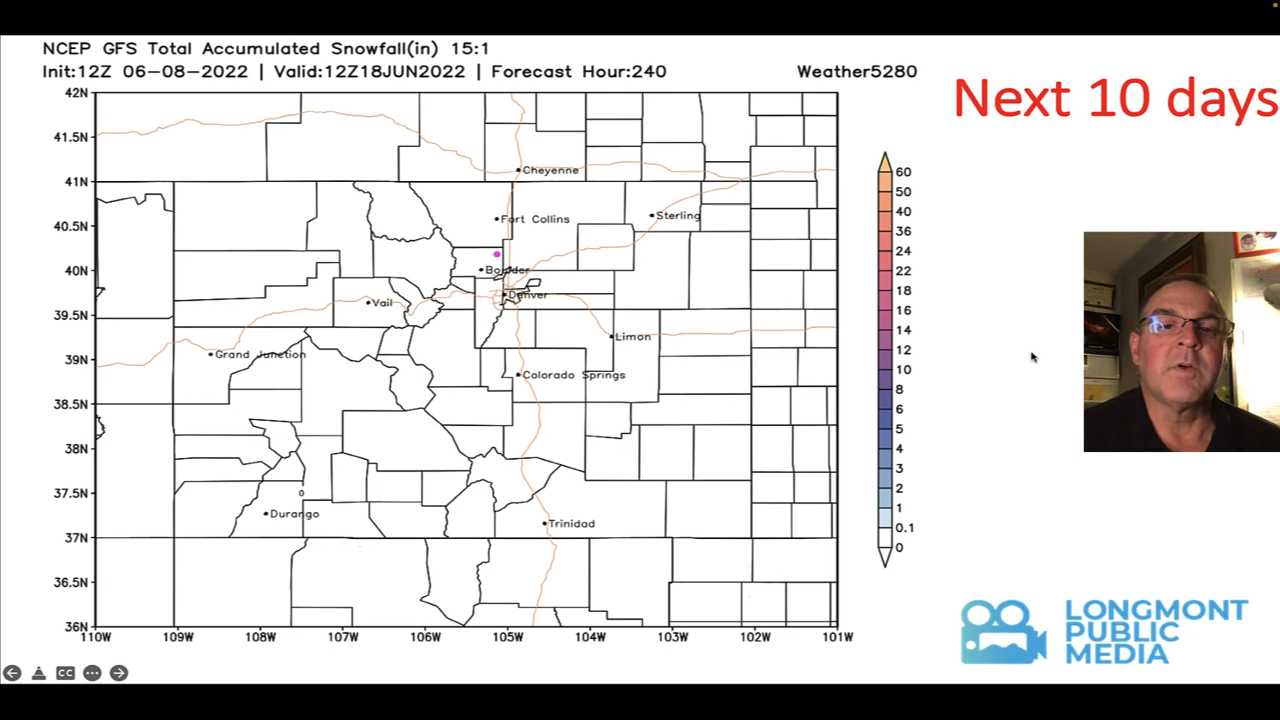 NCEP GFS Total Accumulated Snowfall(in) 15:1
Init:12Z 06-08-2022 | Valid:12Z18JUN2022 | Forecast Hour:240
Weather5280
Next 10 days
42N
41.5N
41N
40.5N
40N
39.5N
39N
38.5N
38N
37.5N
37N
36.5N
36N
110W
109W
108W
107W
106W
105W
104W
103W
102W
101W
Cheyenne
Fort Collins
Sterling
Boulder
Denver
Vail
Limon
Grand Junction
Colorado Springs
0
Durango
Trinidad
60
50
40
36
24
22
18
16
14
12
10
8
6
5
4
3
2
1
0.1
0
LONGMONT
PUBLIC
MEDIA
CC